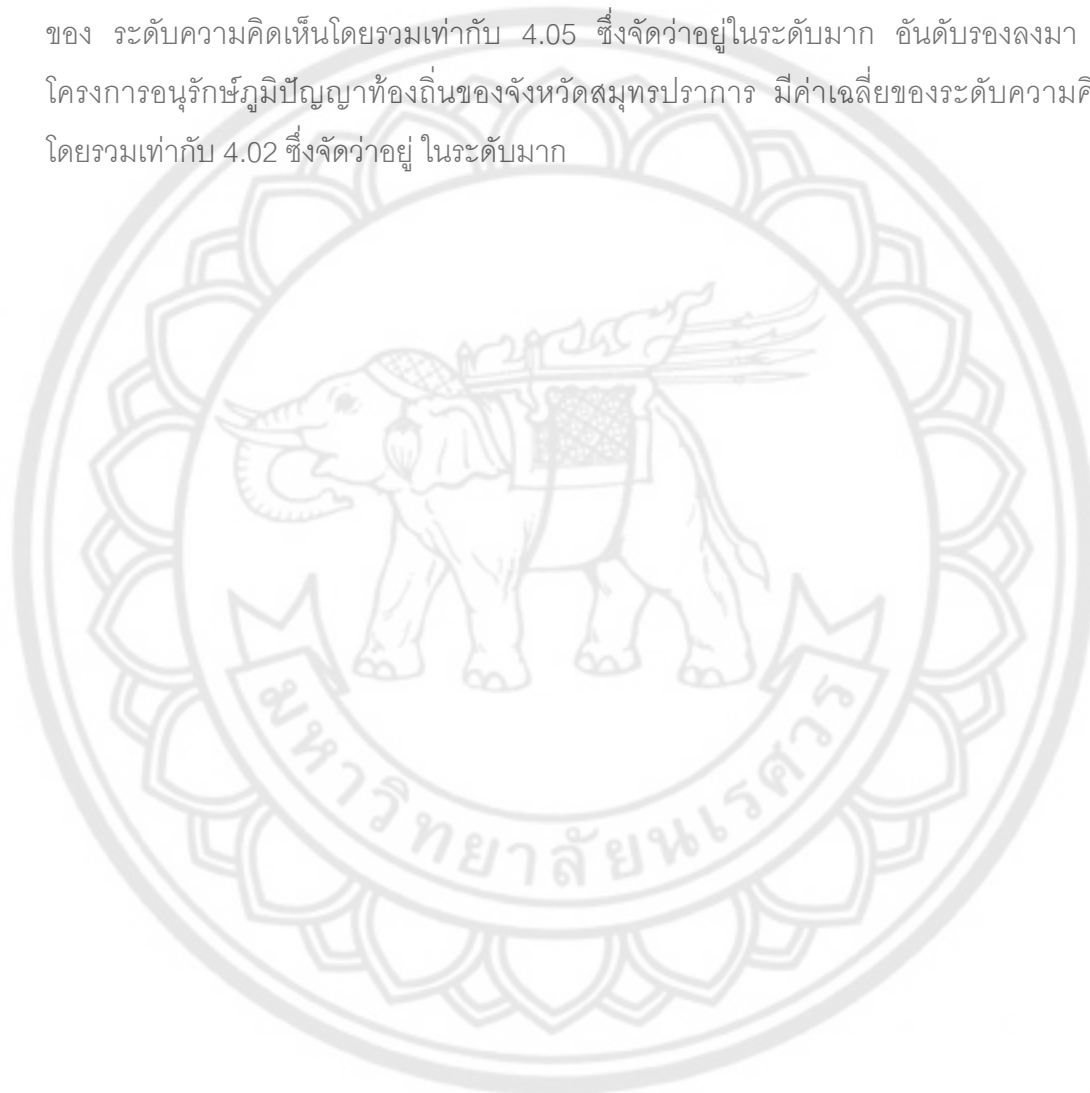 ของ ระดับความคิดเห็นโดยรวมเท่ากับ 4.05 ซึ่งจัดว่าอยู่ในระดับมาก อันดับรองลงมา
โครงการอนุรักษ์ภูมิปัญญาท้องถิ่นของจังหวัดสมุทรปราการ มีค่าเฉลี่ยของระดับ
โดยรวมเท่ากับ 4.02 ซึ่งจัดว่าอยู่ ในระดับมาก
มหาวิทยาลัยนเรศวร